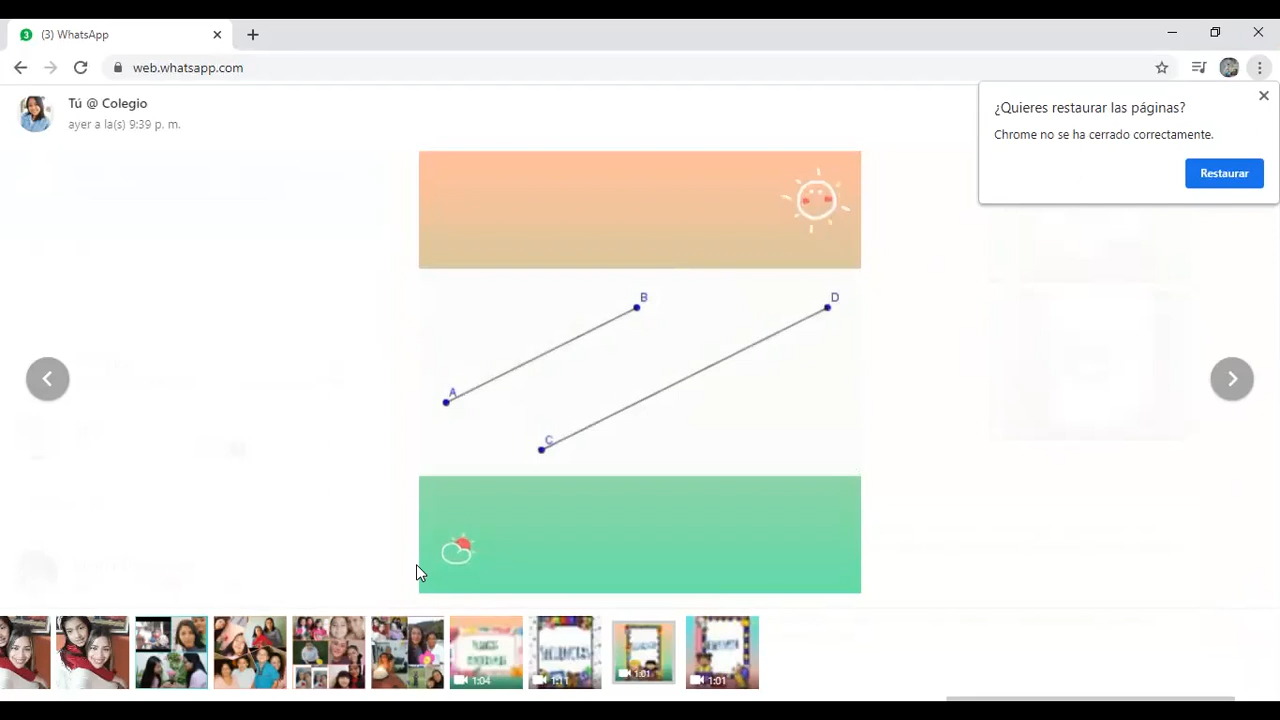 (3) WhatsApp
web.whatsapp.com
Tú @ Colegio
ayer a la(s) 9:39 p. m.
¿Quieres restaurar las páginas?
Chrome no se ha cerrado correctamente.
Restaurar
B
D
A
C
1:04
1:11
1:01
1:01